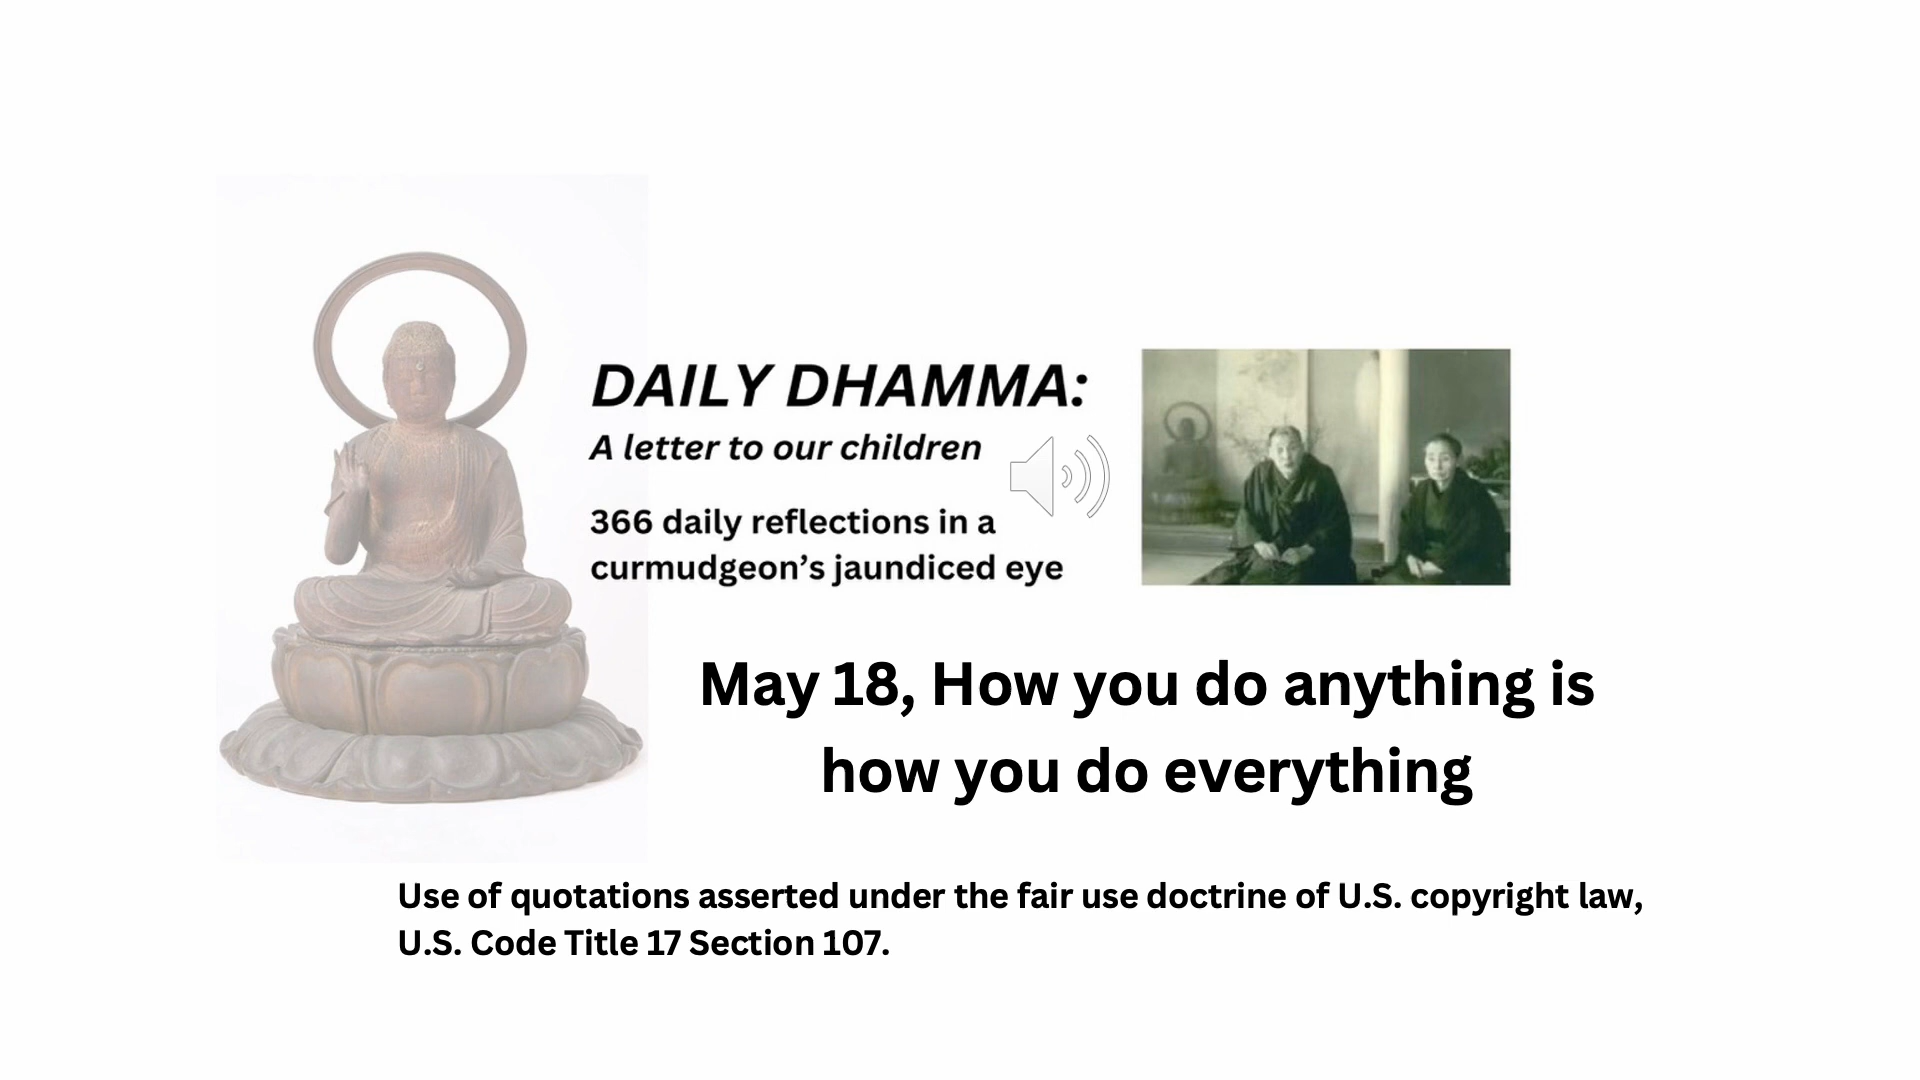 DAILY DHAMMA:
A letter to our children
366 daily reflections in a
curmudgeon’s jaundiced eye
May 18, How you do anything is
how you do everything
Use of quotations asserted under the fair use doctrine of U.S. copyright law,
U.S. Code Title 17 Section 107.